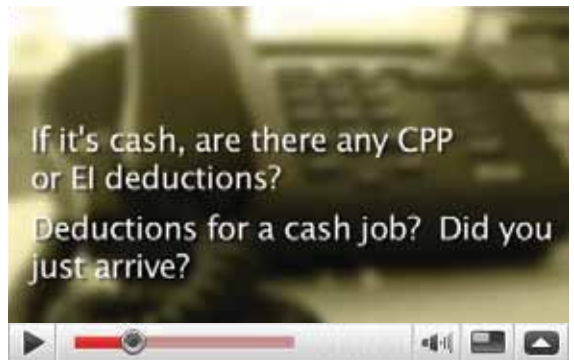 If it's cash, are there any CPP
or EI deductions?
Deductions for a cash job?  Did you
just arrive?